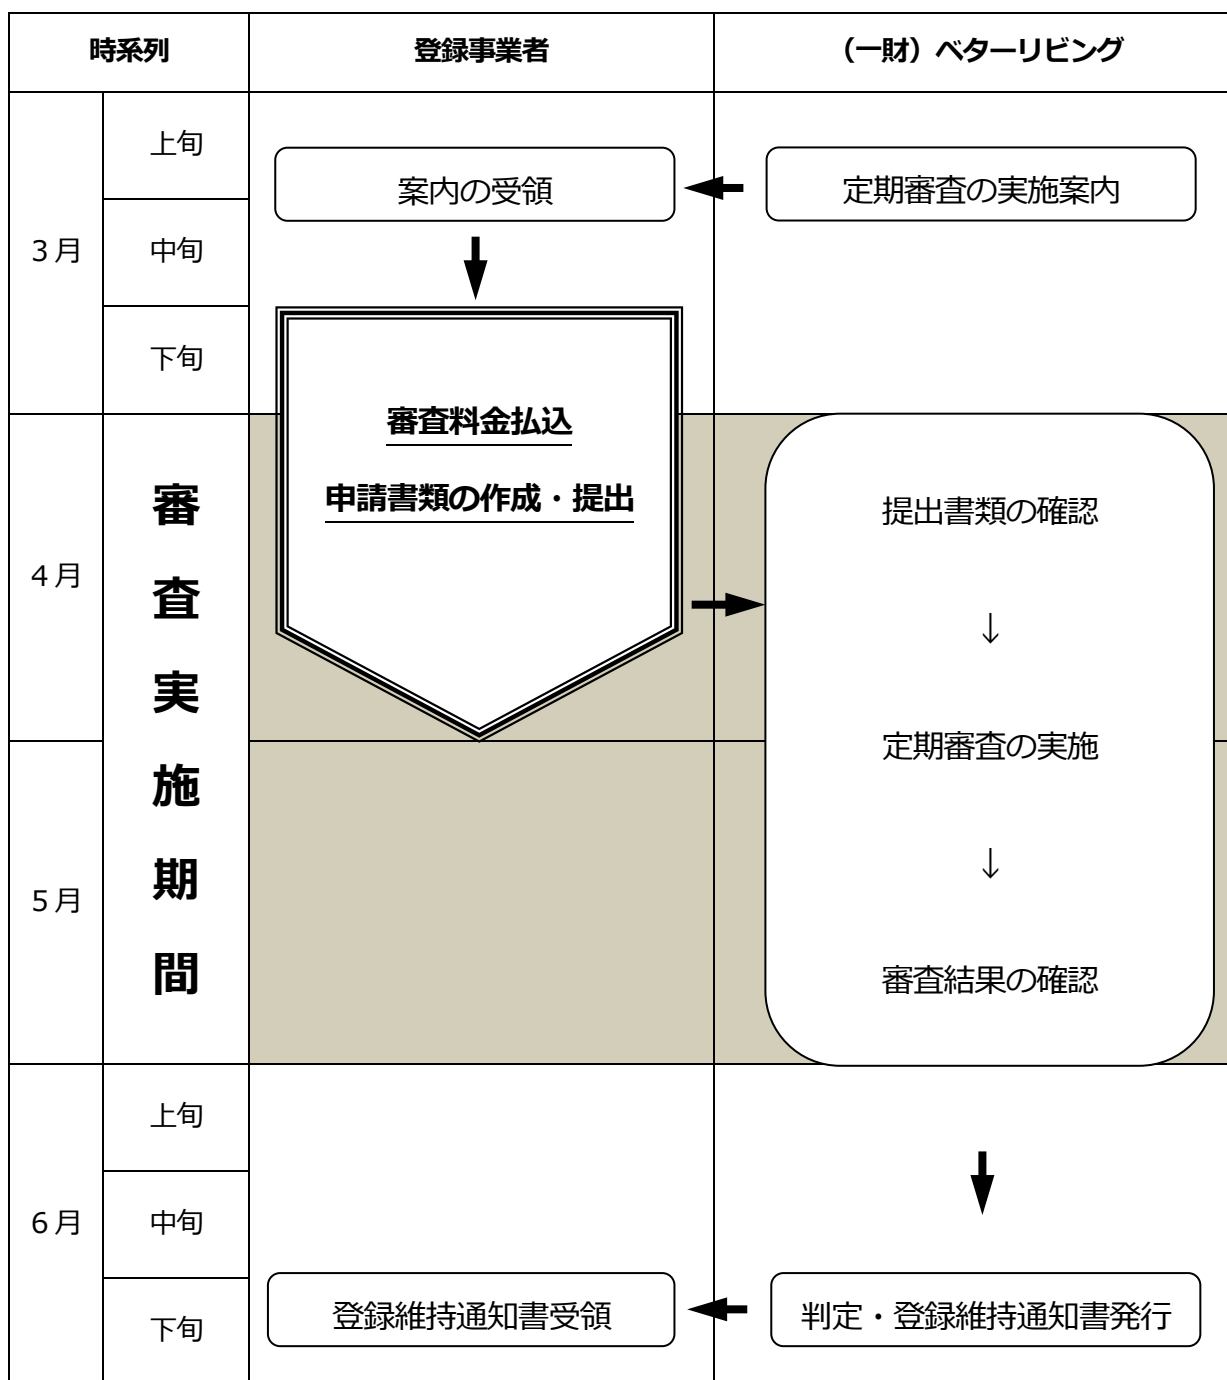 時系列
登録事業者
（一財）ベターリビング
3月
上旬
案内の受領
定期審査の実施案内
中旬
下旬
4月
審査実施期間
審査料金払込
申請書類の作成・提出
提出書類の確認
↓
定期審査の実施
5月
↓
審査結果の確認
6月
上旬
中旬
下旬
登録維持通知書受領
判定・登録維持通知書発行